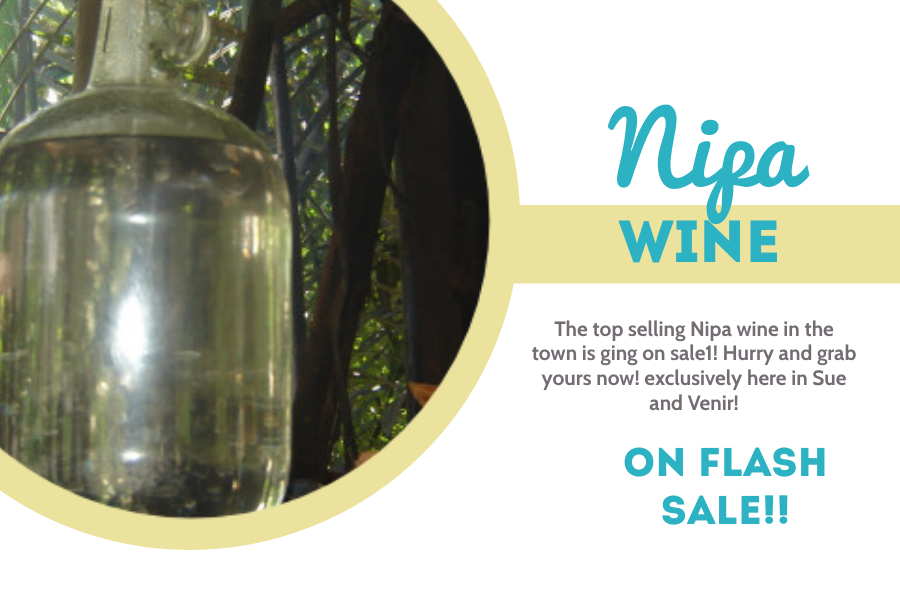 Nipa
WINE
The top selling Nipa wine in the
town is ging on sale1! Hurry and grab
yours now! exclusively here in Sue
and Venir!
ON FLASH
SALE!!